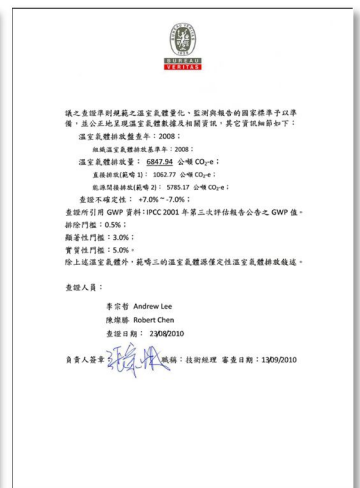 BUREAU
VERITAS
議之查證準則規範之溫室氣體量化,監測與報告的國家標準予以準
備,並公正地呈現溫室氣體數據及相關資訊,其它資訊細節如下:
溫室氣體排放盤查年:2008;
組織溫室氣體排放基準年:2008;
溫室氣體排放量: 6847.94 公噸 CO₂-e;
直接排放(範疇 1): 1062.77 公噸 CO₂-e;
能源間接排放(範疇 2): 5785.17 公噸 CO₂-e;
查證不確定性: +7.0% ~ -7.0%;
查證所引用 GWP 資料:IPCC 2001 年第三次評估報告公告之 GWP 值。
排除門檻:0.5%;
顯著性門檻:3.0%;
實質性門檻:5.0%。
除上述溫室氣體外,範疇三的溫室氣體源僅定性溫室氣體排放敘述。
查證人員:
李宗哲 Andrew Lee
陳燦勝 Robert Chen
查證日期: 23/08/2010
負責人簽章: 職稱:技術經理 審查日期:13/09/2010